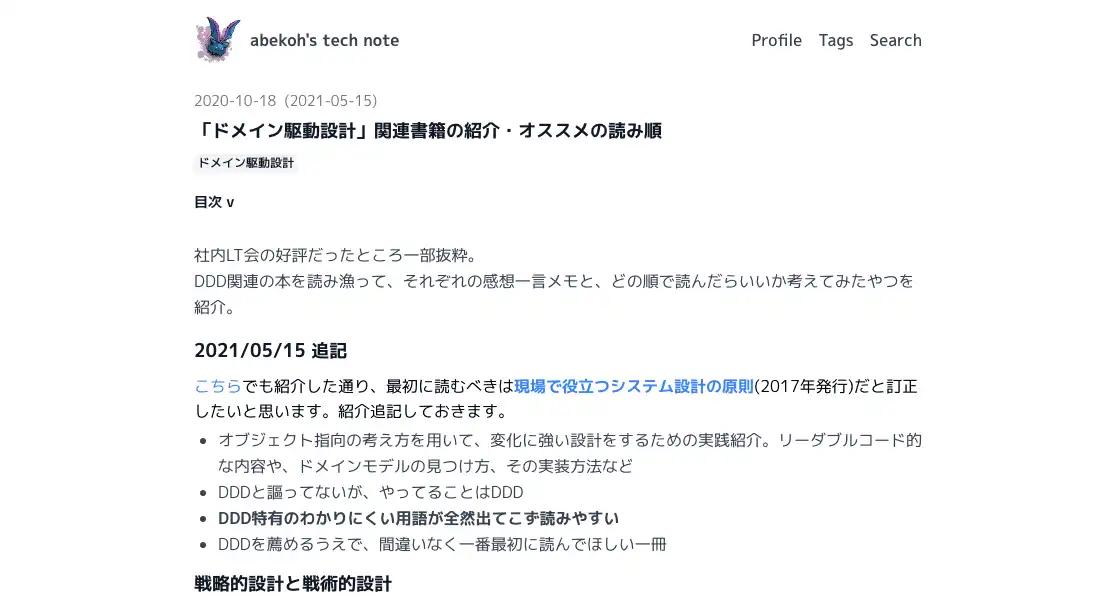 abekoh's tech note
Profile Tags Search
2020-10-18 (2021-05-15)
「ドメイン駆動設計」関連書籍の紹介・オススメの読み順
ドメイン駆動設計
目次 v
社内LT会の好評だったところ一部抜粋。
DDD関連の本を読み漁って、それぞれの感想一言メモと、どの順で読んだらいいか考えてみたやつを
紹介。
2021/05/15 追記
こちらでも紹介した通り、最初に読むべきは現場で役立つシステム設計の原則(2017年発行)だと訂正
したいと思います。紹介追記しておきます。
• オブジェクト指向の考え方を用いて、変化に強い設計をするための実践紹介。リーダブルコード的
な内容や、ドメインモデルの見つけ方、その実装方法など
• DDDと謳ってないが、やってることはDDD
• DDD特有のわかりにくい用語が全然出てこず読みやすい
• DDDを薦めるうえで、間違いなく一番最初に読んでほしい一冊
戦略的設計と戦術的設計